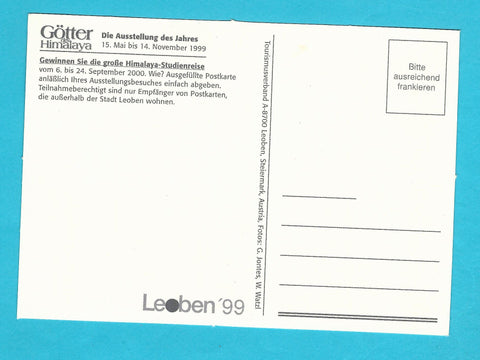 Götter des Himalaya
Die Ausstellung des Jahres
15. Mai bis 14. November 1999
Gewinnen Sie die große Himalaya-Studienreise
vom 6. bis 24. September 2000. Wie? Ausgefüllte Postkarte
anläßlich Ihres Ausstellungsbesuches einfach abgeben.
Teilnahmeberechtigt sind nur Empfänger von Postkarten,
die außerhalb der Stadt Leoben wohnen.
Tourismusverband A-8700 Leoben, Steiermark, Austria, Fotos: G. Jontes, W. Watzl
Bitte
ausreichend
frankieren
Leoben '99